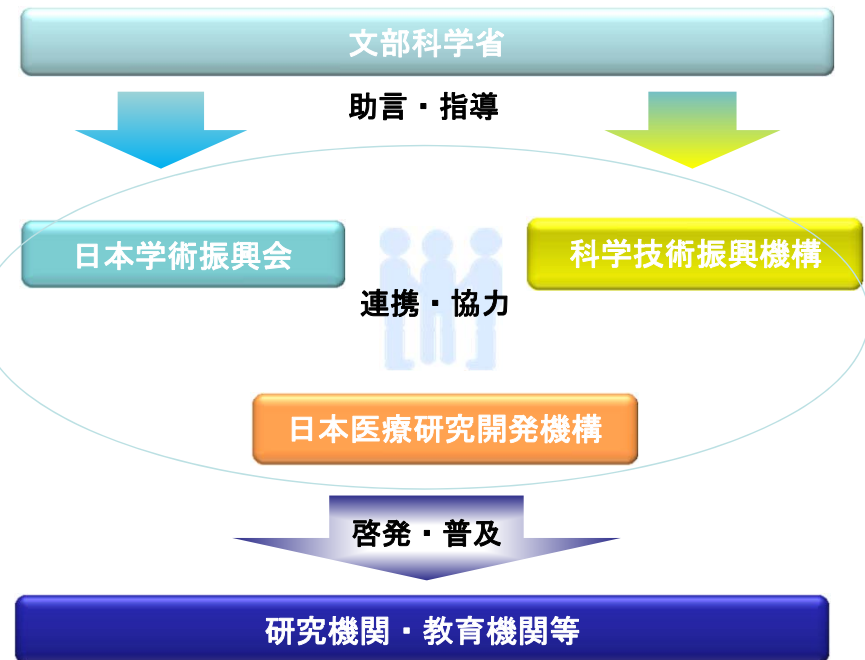 文部科学省
助言・指導
日本学術振興会
科学技術振興機構
連携・協力
日本医療研究開発機構
啓発・普及
研究機関・教育機関等